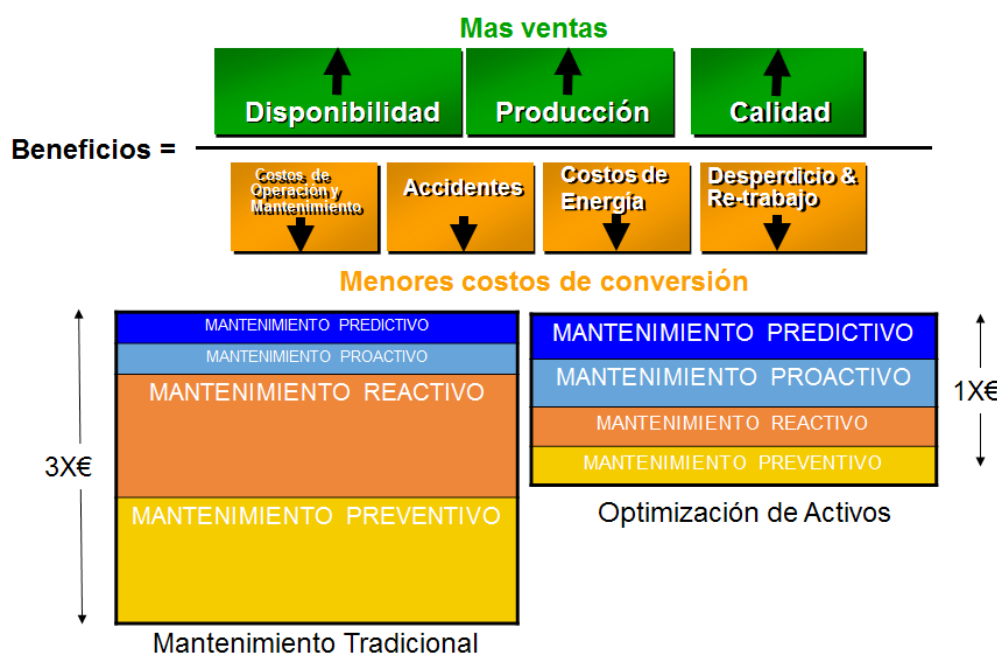 Mas ventas
Disponibilidad
Producción
Calidad
Beneficios =
Costos de
Operación y
Mantenimiento
Accidentes
Costos de
Energía
Desperdicio &
Re-trabajo
Menores costos de conversión
MANTENIMIENTO PREDICTIVO
MANTENIMIENTO PROACTIVO
MANTENIMIENTO REACTIVO
MANTENIMIENTO PREVENTIVO
3X€
Mantenimiento Tradicional
MANTENIMIENTO PREDICTIVO
MANTENIMIENTO PROACTIVO
MANTENIMIENTO REACTIVO
MANTENIMIENTO PREVENTIVO
1X€
Optimización de Activos